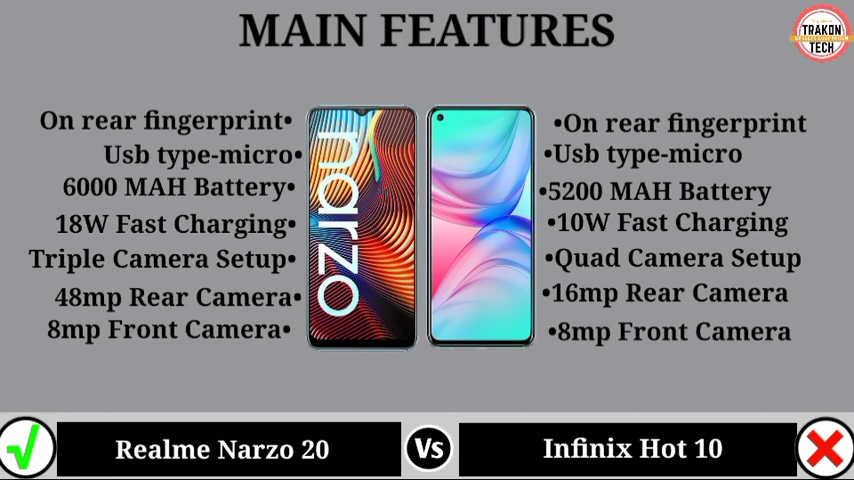 MAIN FEATURES
TRAKON
TECH
On rear fingerprint•
Usb type-micro•
6000 MAH Battery•
18W Fast Charging•
Triple Camera Setup•
48mp Rear Camera•
8mp Front Camera•
narzo
•On rear fingerprint
•Usb type-micro
•5200 MAH Battery
•10W Fast Charging
•Quad Camera Setup
•16mp Rear Camera
•8mp Front Camera
Realme Narzo 20
Vs
Infinix Hot 10